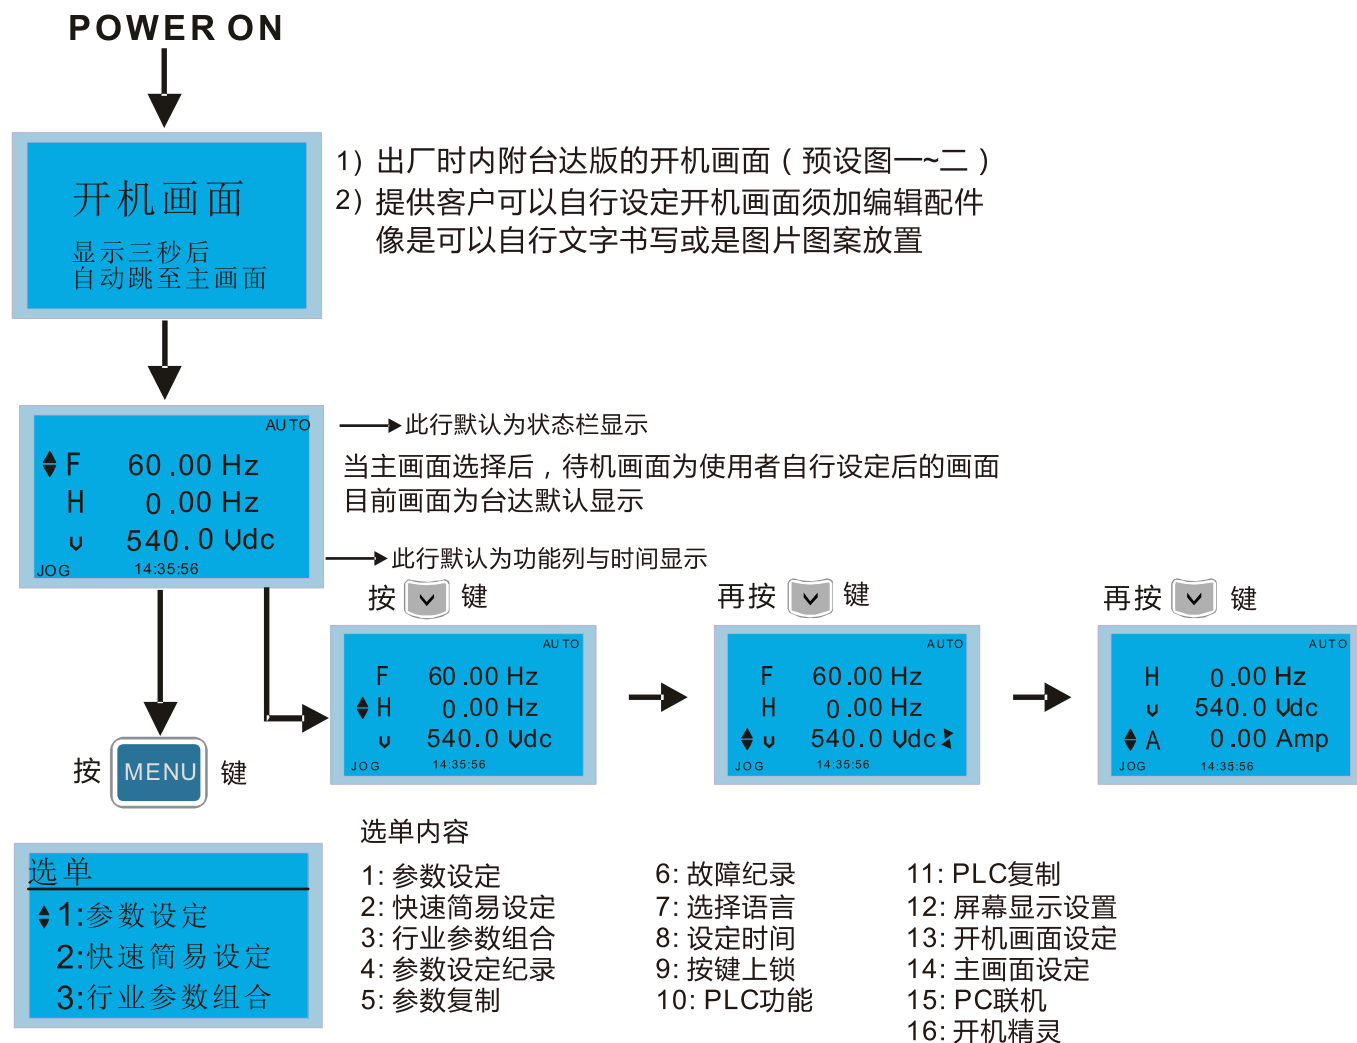 POWER ON
开机画面
显示三秒后
自动跳至主画面
1) 出厂时内附台达版的开机画面（预设图一~二）
2) 提供客户可以自行设定开机画面须加编辑配件
像是可以自行文字书写或是图片图案放置
AUTO
F 60.00 Hz
H 0.00 Hz
u 540.0 Udc
JOG 14:35:56
此行默认为状态栏显示
当主画面选择后，待机画面为使用者自行设定后的画面
目前画面为台达默认显示
此行默认为功能列与时间显示
按 键
AUTO
F 60.00 Hz
H 0.00 Hz
u 540.0 Udc
JOG 14:35:56
再按 键
AUTO
F 60.00 Hz
H 0.00 Hz
u 540.0 Udc
JOG 14:35:56
再按 键
AUTO
H 0.00 Hz
u 540.0 Udc
A 0.00 Amp
JOG 14:35:56
按 MENU 键
选单
1:参数设定
2:快速简易设定
3:行业参数组合
选单内容
1: 参数设定
2: 快速简易设定
3: 行业参数组合
4: 参数设定纪录
5: 参数复制
6: 故障纪录
7: 选择语言
8: 设定时间
9: 按键上锁
10: PLC功能
11: PLC复制
12: 屏幕显示设置
13: 开机画面设定
14: 主画面设定
15: PC联机
16: 开机精灵